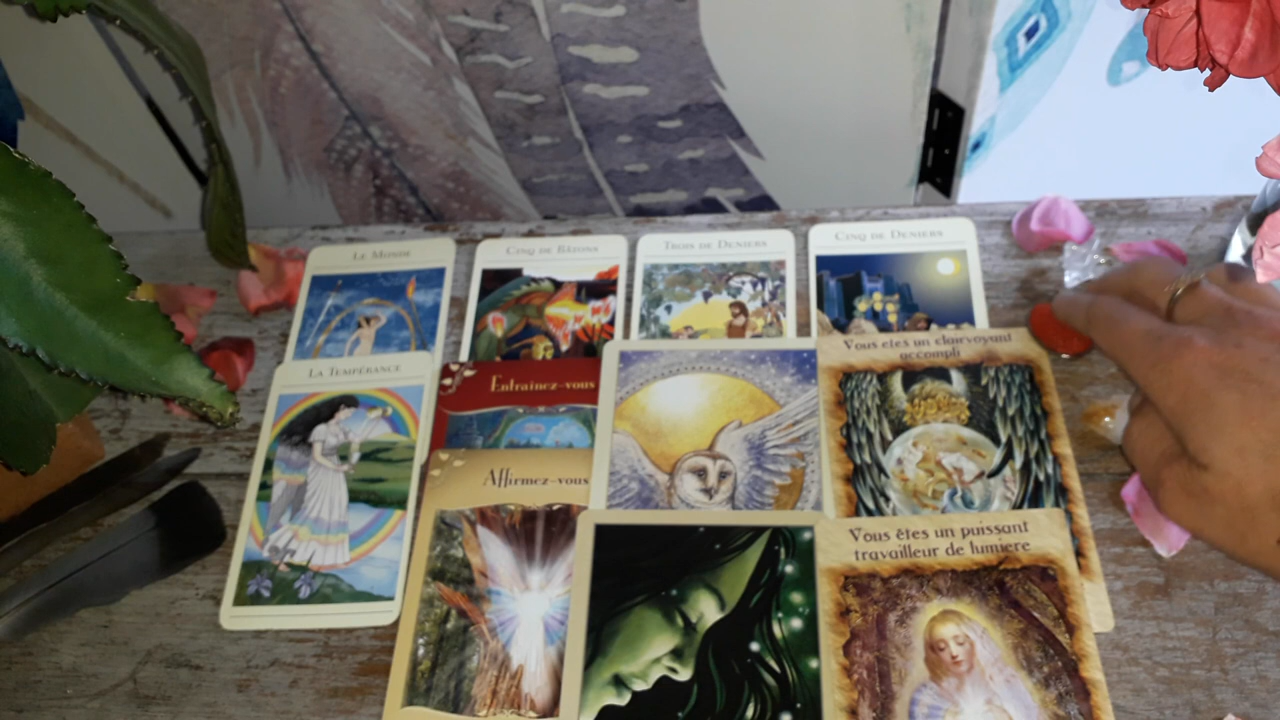 LE MONDE
CINQ DE BÂTONS
TROIS DE DENIERS
CINQ DE DENIERS
LA TEMPÉRANCE
Entraînez-vous
Vous êtes un clairvoyant
accompli
Affirmez-vous
Vous êtes un puissant
travailleur de lumière